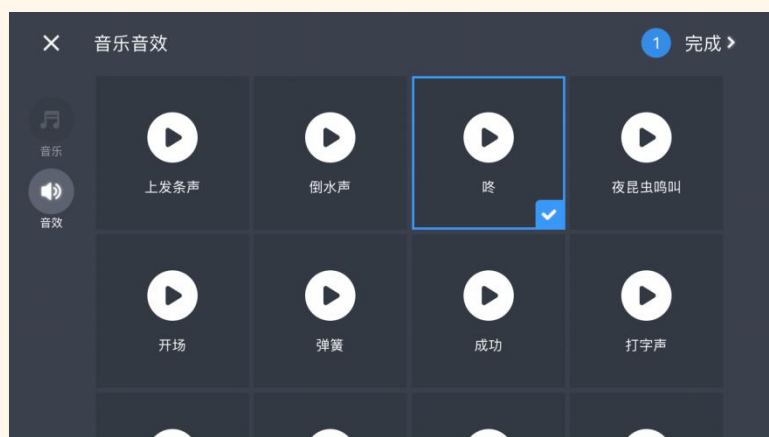 音乐音效
1 完成
音乐
音效
上发条声 倒水声 咚 夜昆虫鸣叫
开场 弹簧 成功 打字声